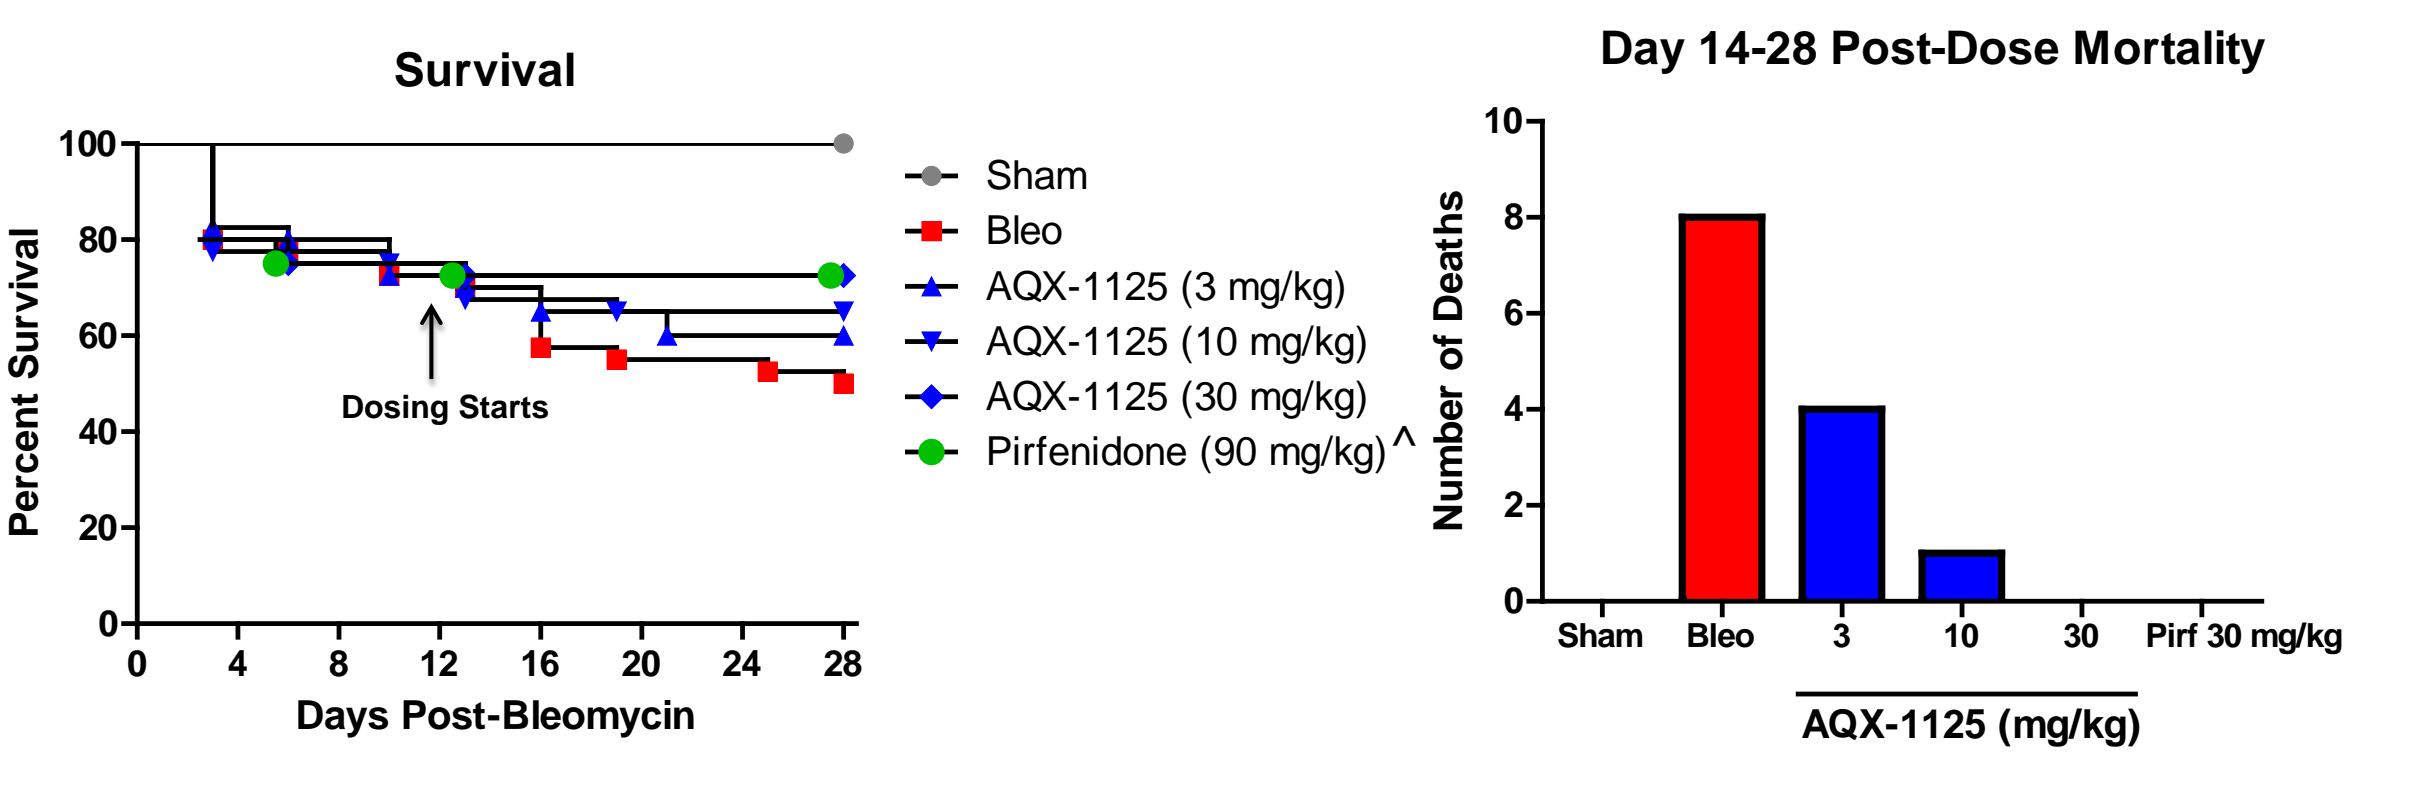 Survival
Percent Survival
100
80
60
40
20
0
Dosing Starts
0 4 8 12 16 20 24 28
Days Post-Bleomycin
Sham
Bleo
AQX-1125 (3 mg/kg)
AQX-1125 (10 mg/kg)
AQX-1125 (30 mg/kg)
Pirfenidone (90 mg/kg)^
Day 14-28 Post-Dose Mortality
Number of Deaths
10
8
6
4
2
0
Sham Bleo 3 10 30 Pirf 30 mg/kg
AQX-1125 (mg/kg)